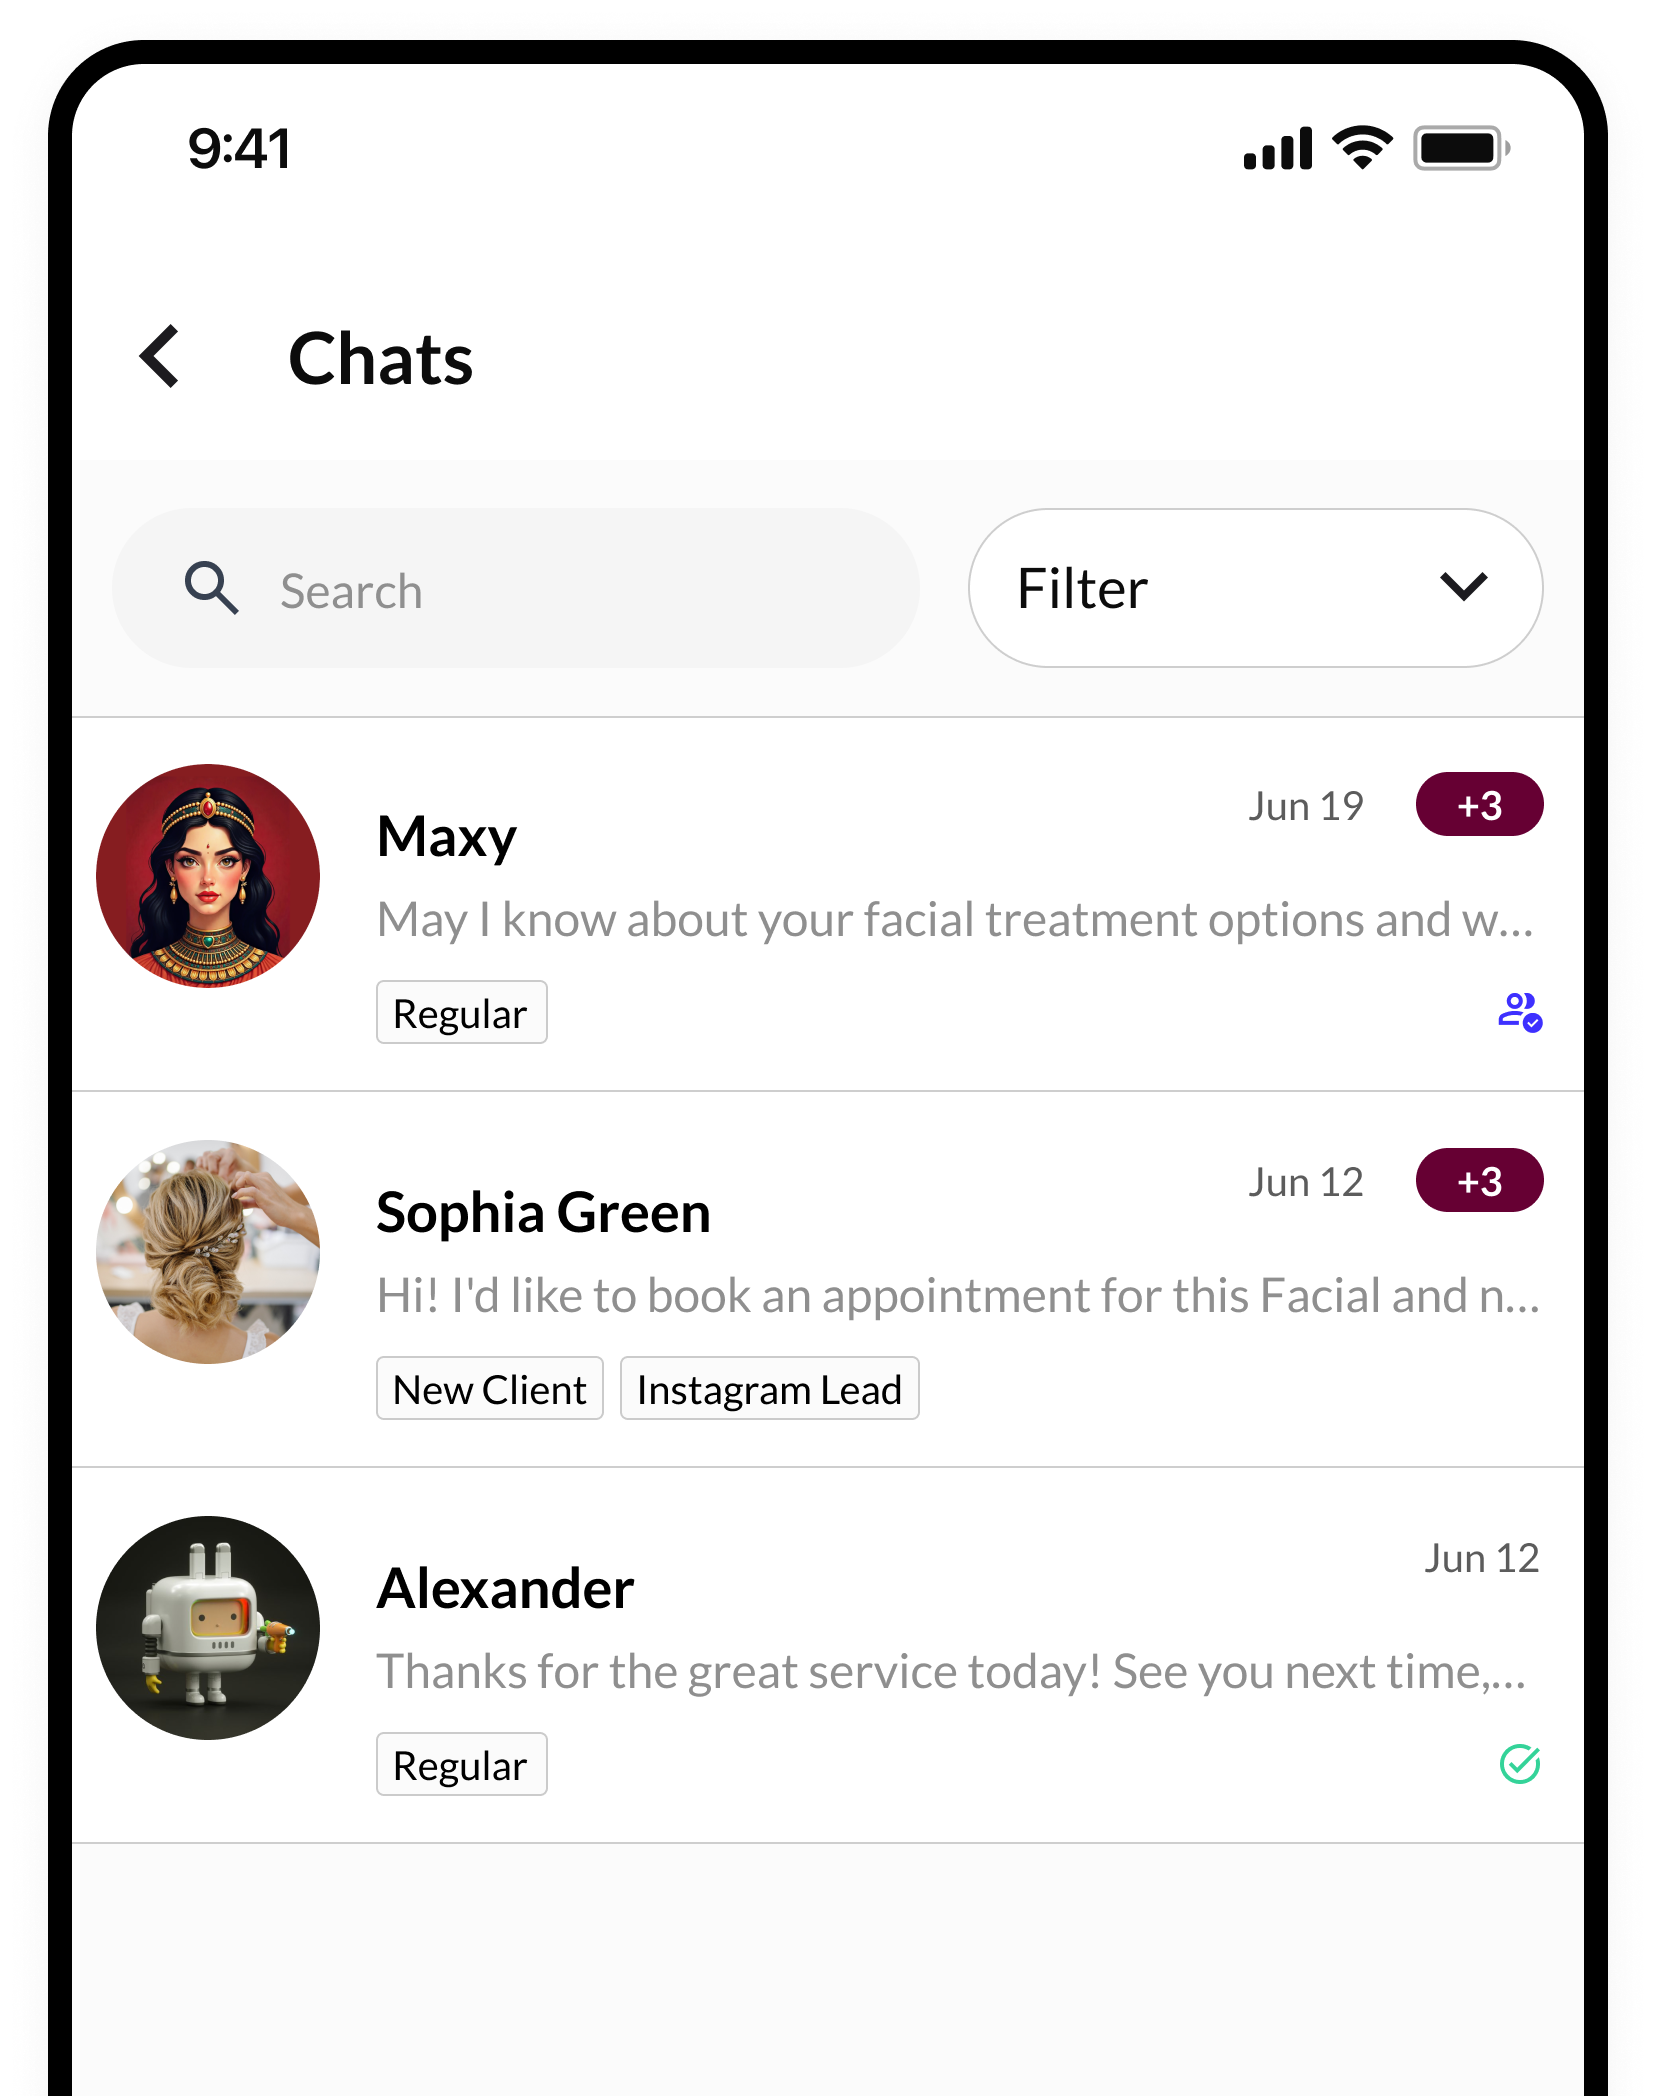 9:41
Chats
Search
Filter
Maxy
Jun 19
+3
May I know about your facial treatment options and w...
Regular
Sophia Green
Jun 12
+3
Hi! I'd like to book an appointment for this Facial and n...
New Client
Instagram Lead
Alexander
Jun 12
Thanks for the great service today! See you next time,...
Regular